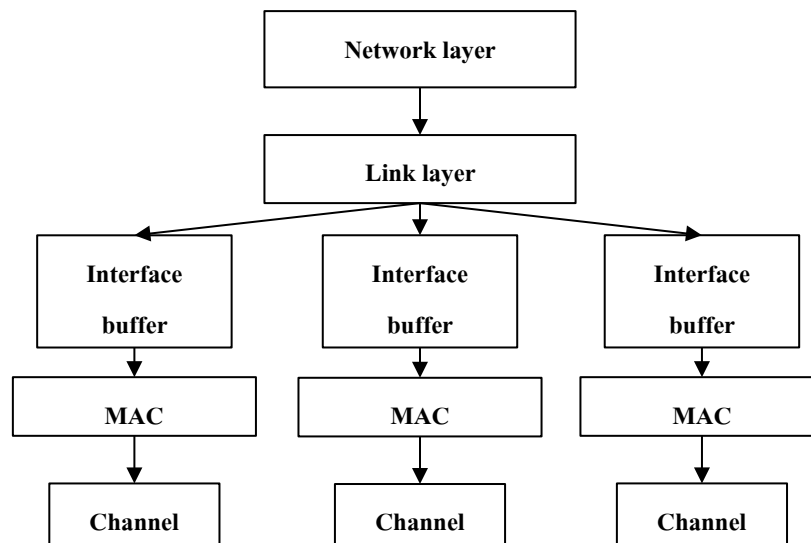 Network layer
Link layer
Interface
buffer
Interface
buffer
Interface
buffer
MAC
MAC
MAC
Channel
Channel
Channel